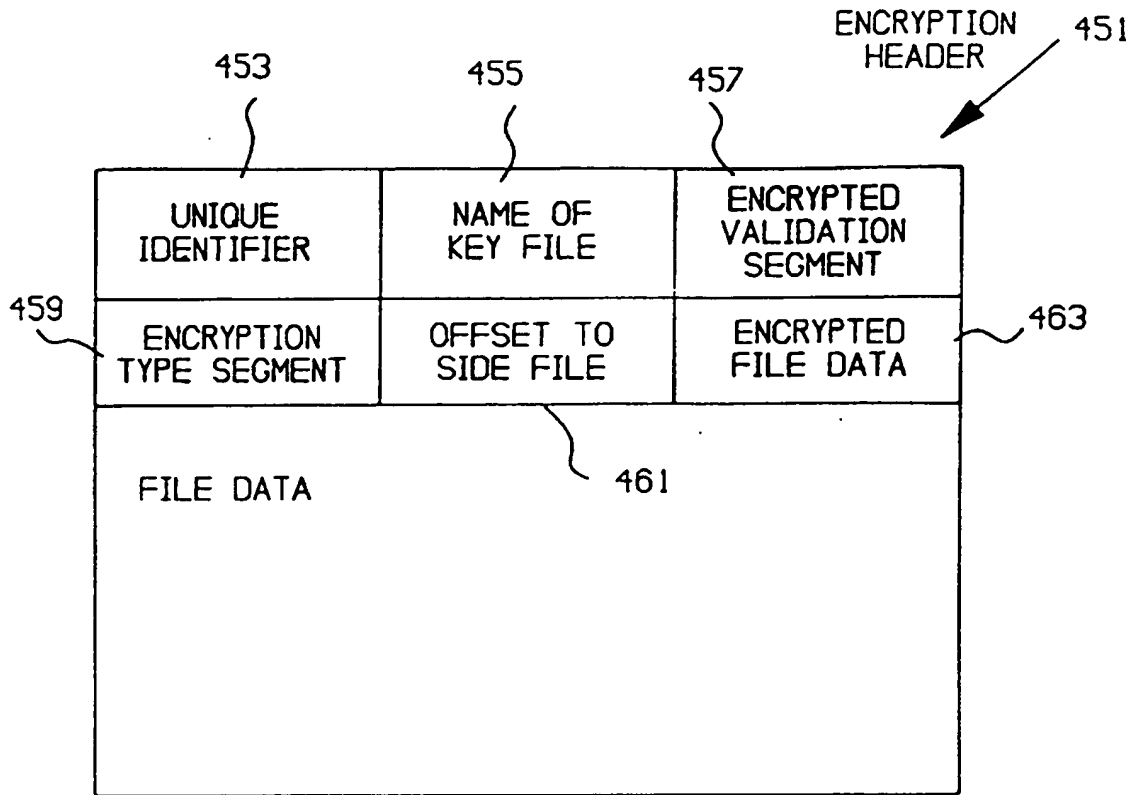 ENCRYPTION
HEADER
451
453
455
457
UNIQUE
IDENTIFIER
NAME OF
KEY FILE
ENCRYPTED
VALIDATION
SEGMENT
459
ENCRYPTION
TYPE SEGMENT
OFFSET TO
SIDE FILE
ENCRYPTED
FILE DATA
463
461
FILE DATA